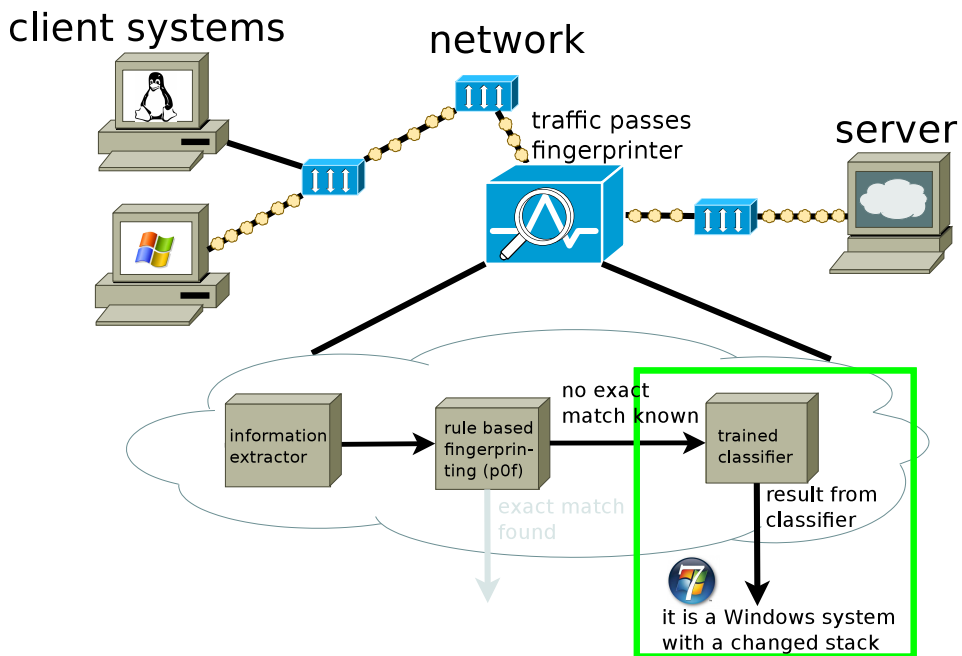 client systems
network
traffic passes
fingerprinter
server
information
extractor
rule based
fingerprin-
ting (p0f)
no exact
match known
trained
classifier
exact match
found
result from
classifier
7
it is a Windows system
with a changed stack